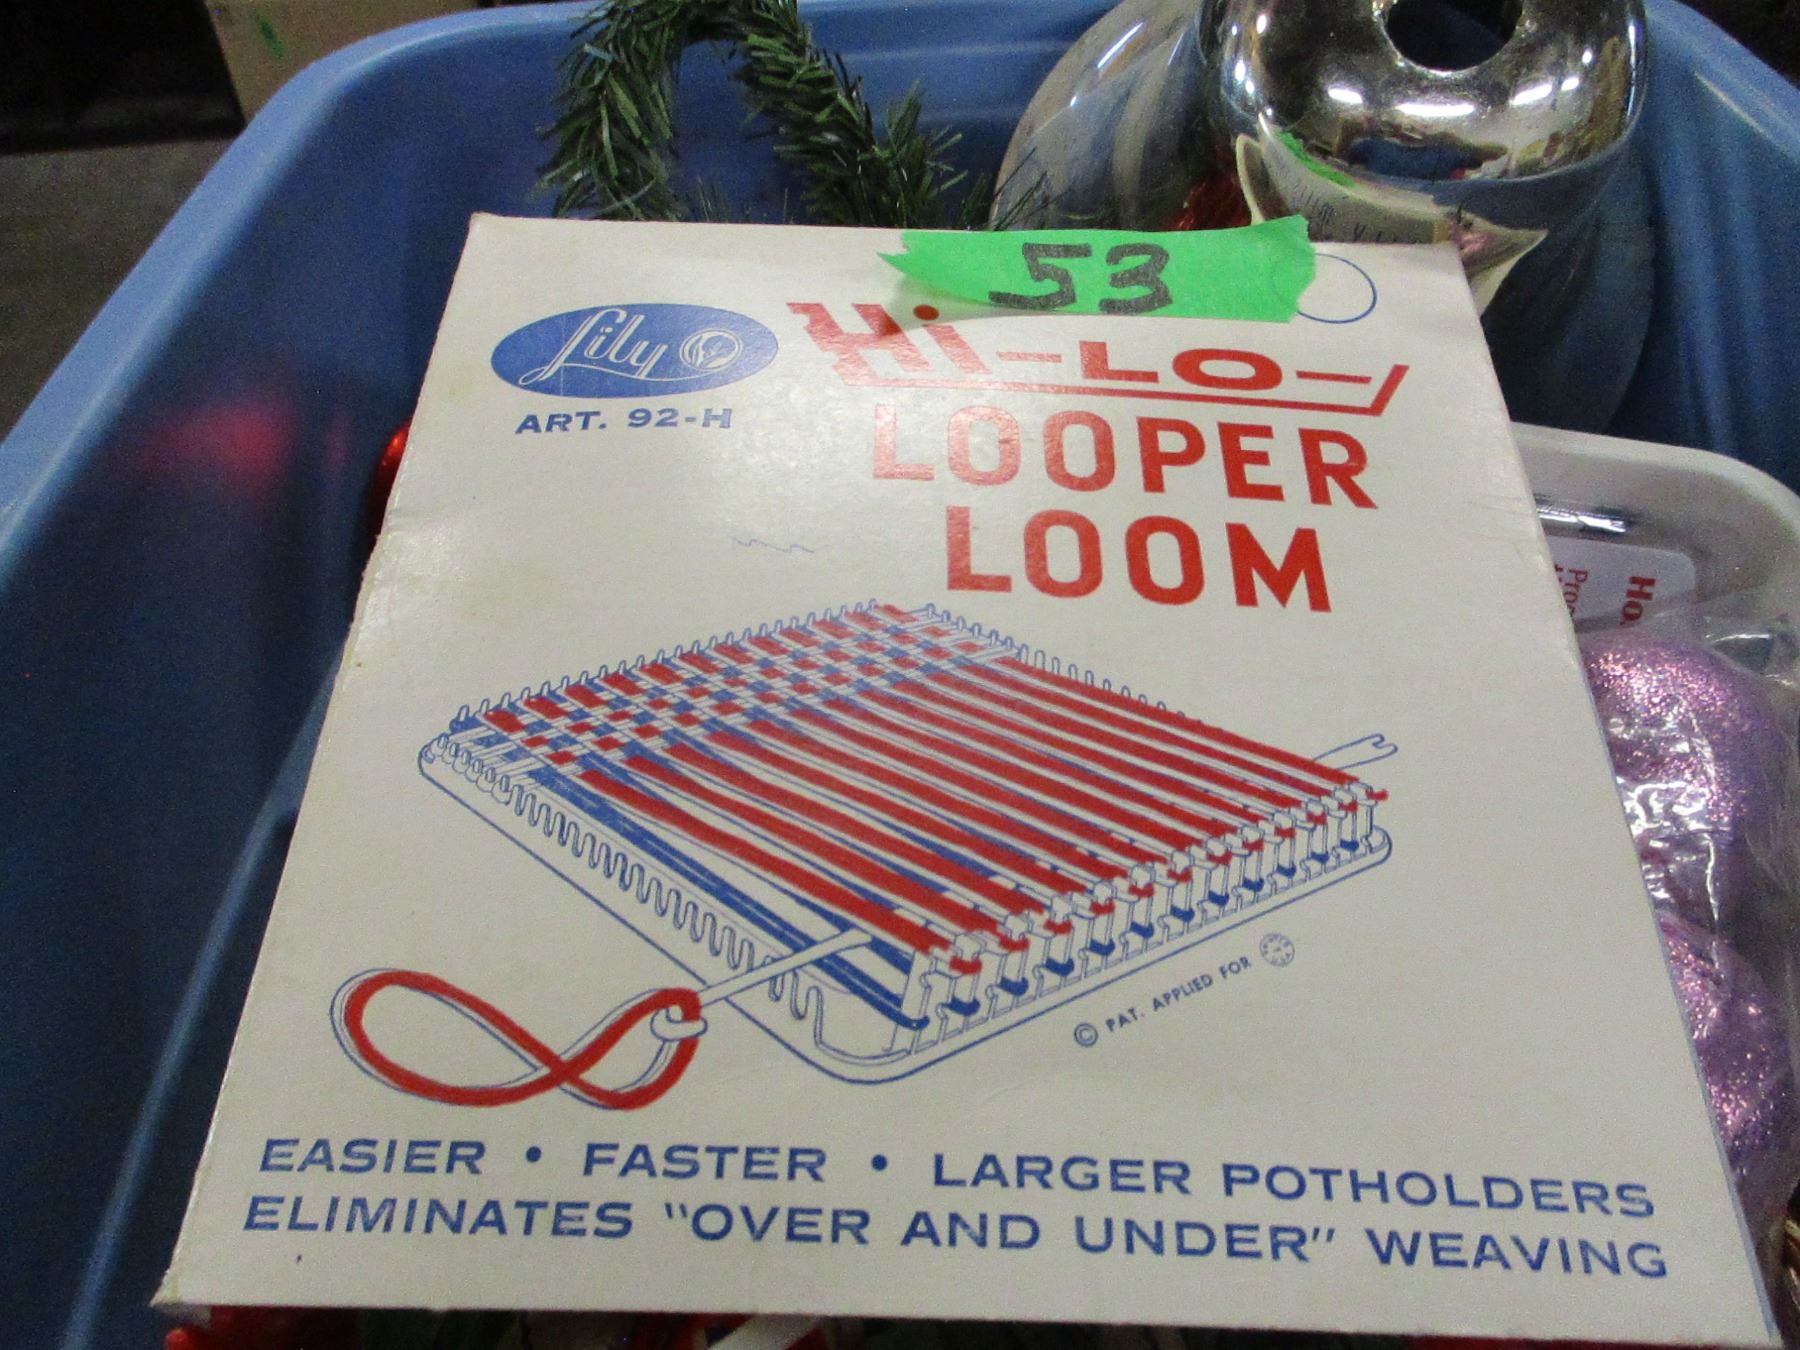 53
Lily
ART. 92-H
Hi-LO-
LOOPER
LOOM
© PAT. APPLIED FOR
EASIER • FASTER • LARGER POTHOLDERS
ELIMINATES "OVER AND UNDER" WEAVING
Ho